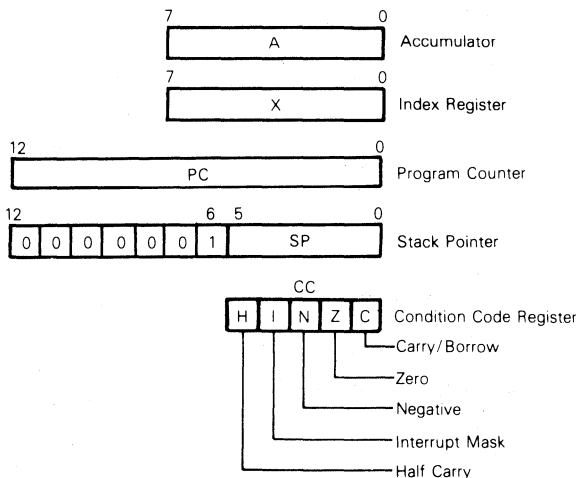 7 0
A Accumulator
7 0
X Index Register
12 0
PC Program Counter
12 6 5 0
0 0 0 0 0 0 1 SP Stack Pointer
CC
H I N Z C Condition Code Register
Carry/Borrow
Zero
Negative
Interrupt Mask
Half Carry